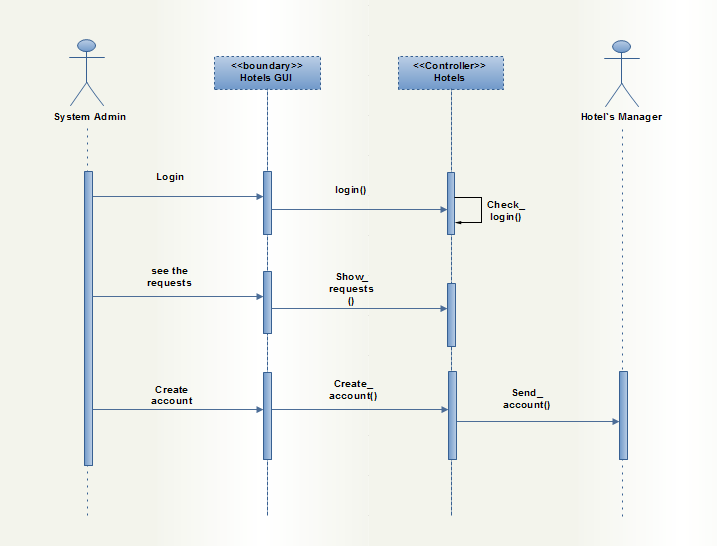 <<boundary>>
Hotels GUI
<<Controller>>
Hotels
System Admin
Hotel`s Manager
Login
login()
Check_
login()
see the
requests
Show_
requests
()
Create
account
Create_
account()
Send_
account()